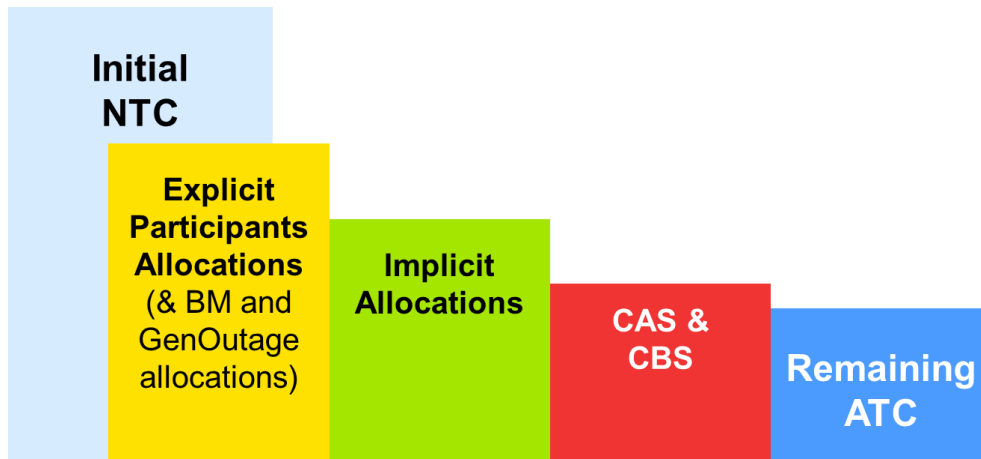 Initial
NTC
Explicit
Participants
Allocations
(& BM and
GenOutage
allocations)
Implicit
Allocations
CAS &
CBS
Remaining
ATC